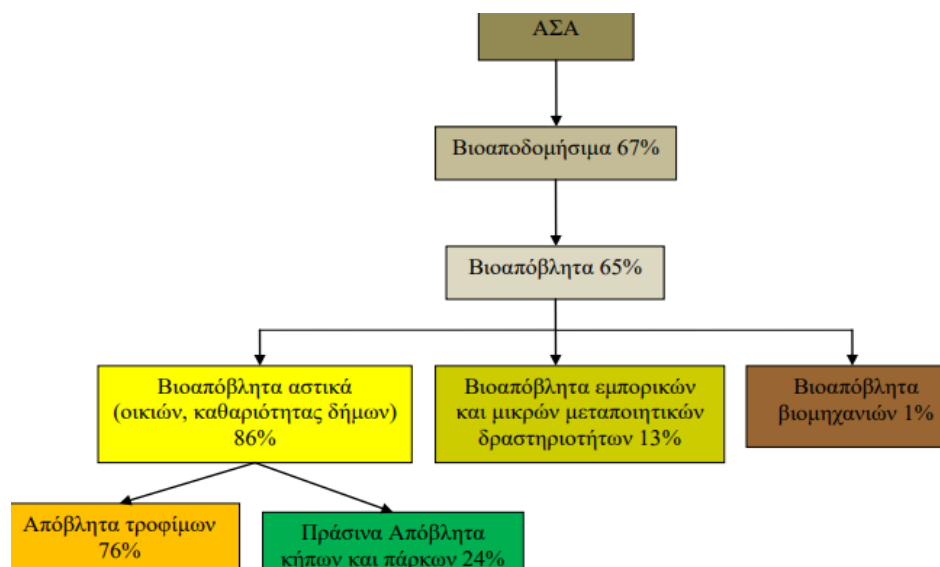 ΑΣΑ
Βιοαποδομήσιμα 67%
Βιοαπόβλητα 65%
Βιοαπόβλητα αστικά
(οικιών, καθαριότητας δήμων)
86%
Βιοαπόβλητα εμπορικών
και μικρών μεταποιητικών
δραστηριοτήτων 13%
Βιοαπόβλητα
βιομηχανιών 1%
Απόβλητα τροφίμων
76%
Πράσινα Απόβλητα
κήπων και πάρκων 24%